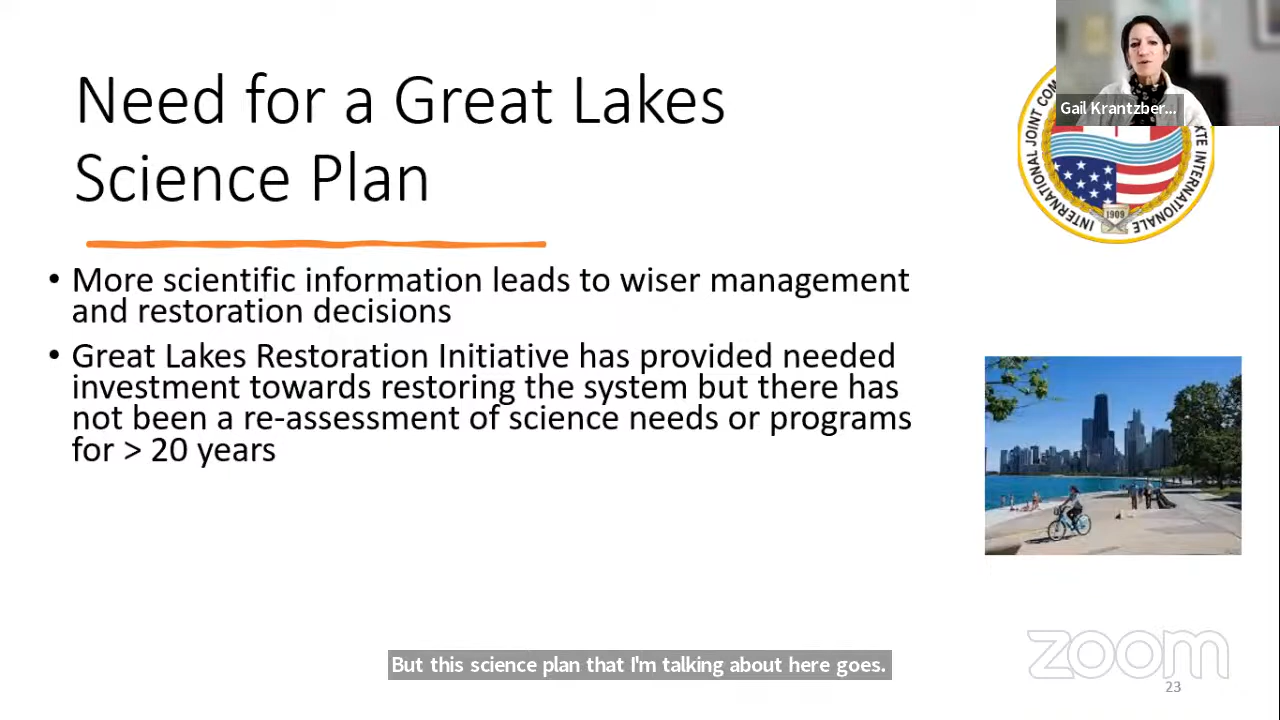 Need for a Great Lakes
Science Plan
Gail Krantzber...
INTERNATIONAL JOINT COM
XTE INTERNATIONALE
1909
• More scientific information leads to wiser management
and restoration decisions
• Great Lakes Restoration Initiative has provided needed
investment towards restoring the system but there has
not been a re-assessment of science needs or programs
for > 20 years
But this science plan that I'm talking about here goes.
zoom
23